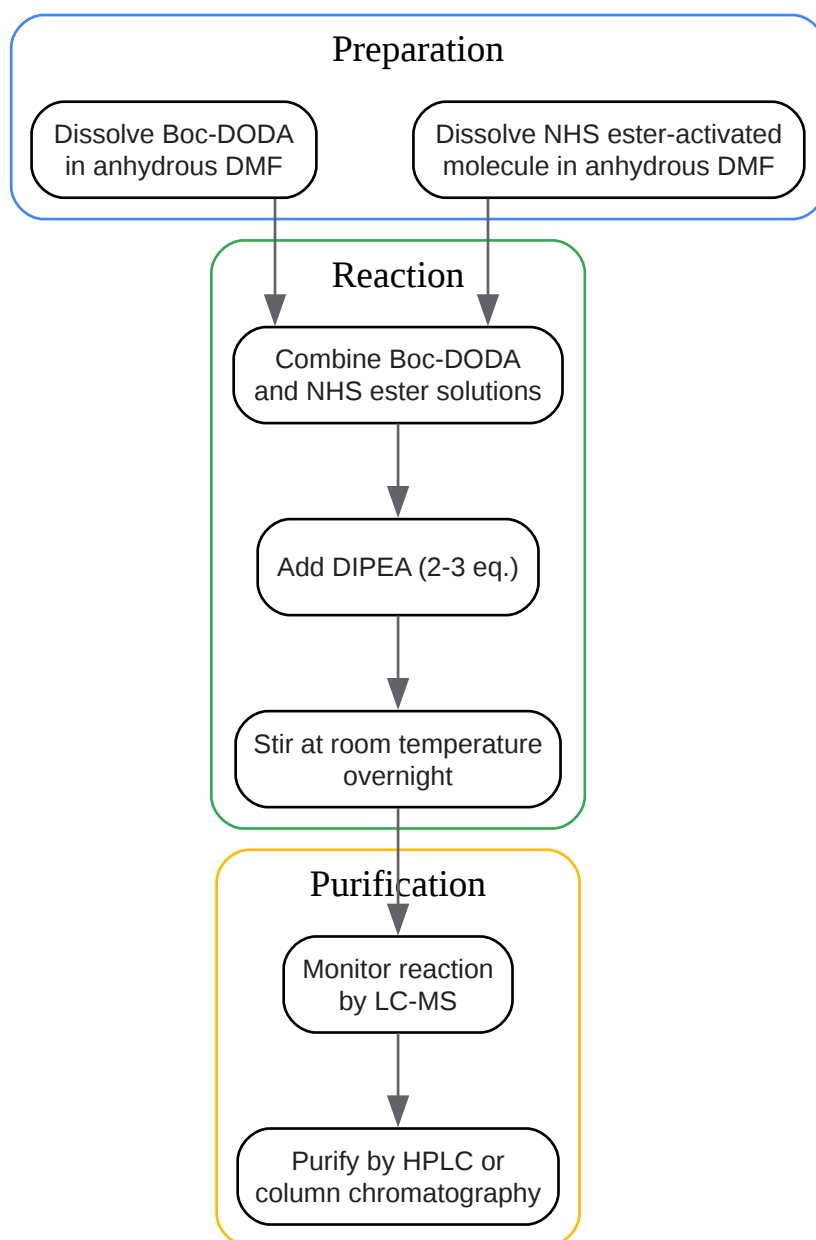 Preparation
Dissolve Boc-DODA
in anhydrous DMF
Dissolve NHS ester-activated
molecule in anhydrous DMF
Reaction
Combine Boc-DODA
and NHS ester solutions
Add DIPEA (2-3 eq.)
Stir at room temperature
overnight
Purification
Monitor reaction
by LC-MS
Purify by HPLC or
column chromatography